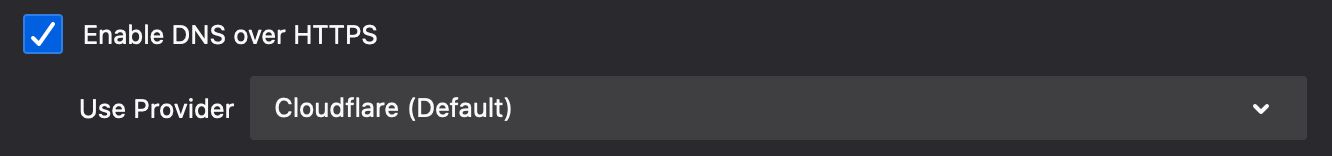 Enable DNS over HTTPS
Use Provider Cloudflare (Default)